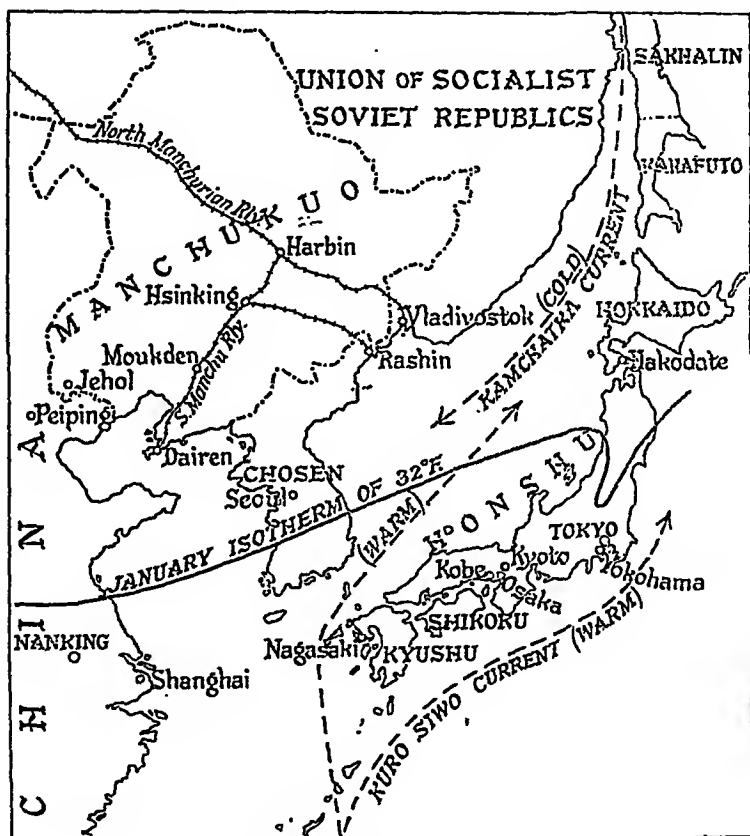 SAKHALIN
UNION OF SOCIALIST
SOVIET REPUBLICS
KARAFUTO
North Manchurian Rly.
MANCHUKUO
Harbin
Hsinking
Vladivostok
KAMCHATKA CURRENT
(COLD)
HOKKAIDO
Moukden
S. Manchu Rly.
Rashin
Hakodate
Jehol
Peiping
Dairen
CHOSEN
Seoul
JANUARY ISOTHERM OF 32°F
(WARM)
HONSHU
TOKYO
Yokohama
Kyoto
Kobe
Osaka
SHIKOKU
Nagasaki
KYUSHU
NANKING
Shanghai
KURO SIWO CURRENT (WARM)
CHINA